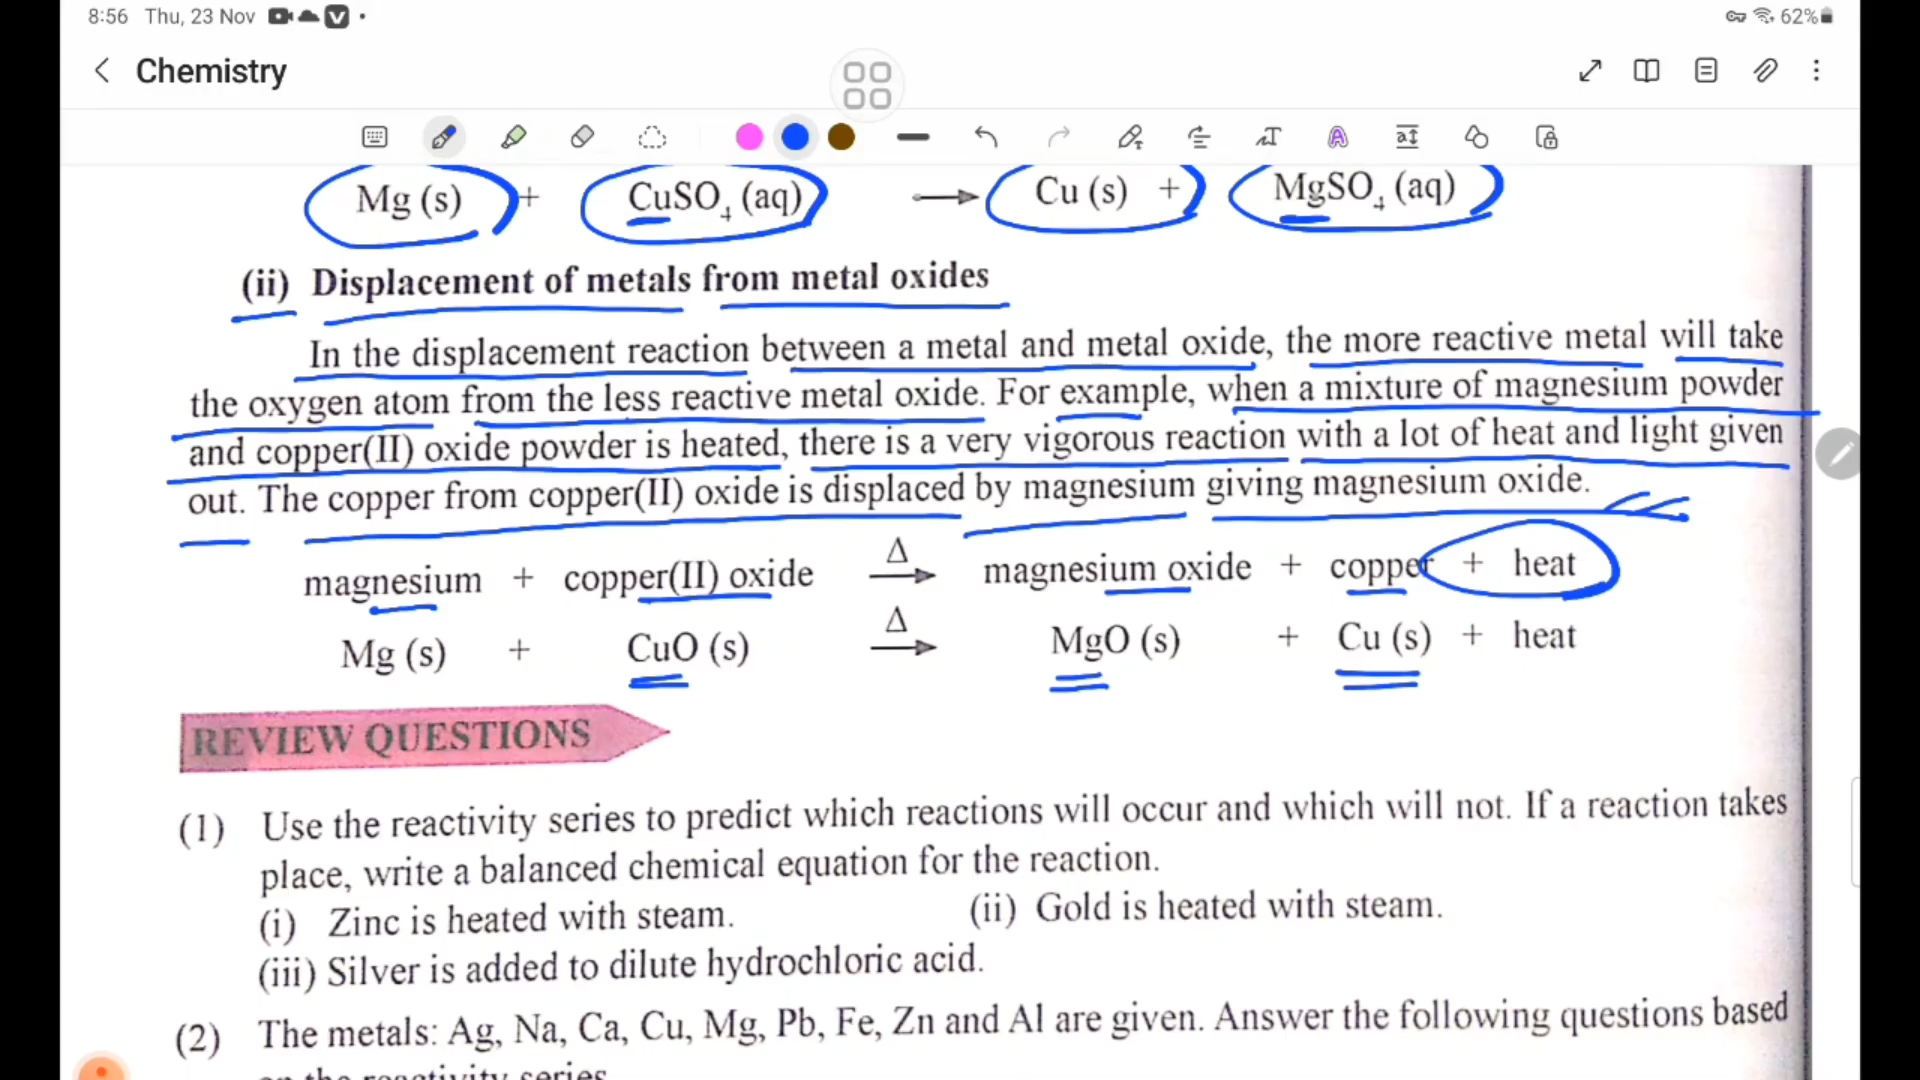 8:56 Thu, 23 Nov V 62%
Chemistry
Mg (s) + CuSO₄ (aq) → Cu (s) + MgSO₄ (aq)
(ii) Displacement of metals from metal oxides
In the displacement reaction between a metal and metal oxide, the more reactive metal will take
the oxygen atom from the less reactive metal oxide. For example, when a mixture of magnesium powder
and copper(II) oxide powder is heated, there is a very vigorous reaction with a lot of heat and light given
out. The copper from copper(II) oxide is displaced by magnesium giving magnesium oxide.
Δ
magnesium + copper(II) oxide → magnesium oxide + copper + heat
Δ
Mg (s) + CuO (s) → MgO (s) + Cu (s) + heat
REVIEW QUESTIONS
(1) Use the reactivity series to predict which reactions will occur and which will not. If a reaction takes
place, write a balanced chemical equation for the reaction.
(i) Zinc is heated with steam. (ii) Gold is heated with steam.
(iii) Silver is added to dilute hydrochloric acid.
(2) The metals: Ag, Na, Ca, Cu, Mg, Pb, Fe, Zn and Al are given. Answer the following questions based
on the reactivity series